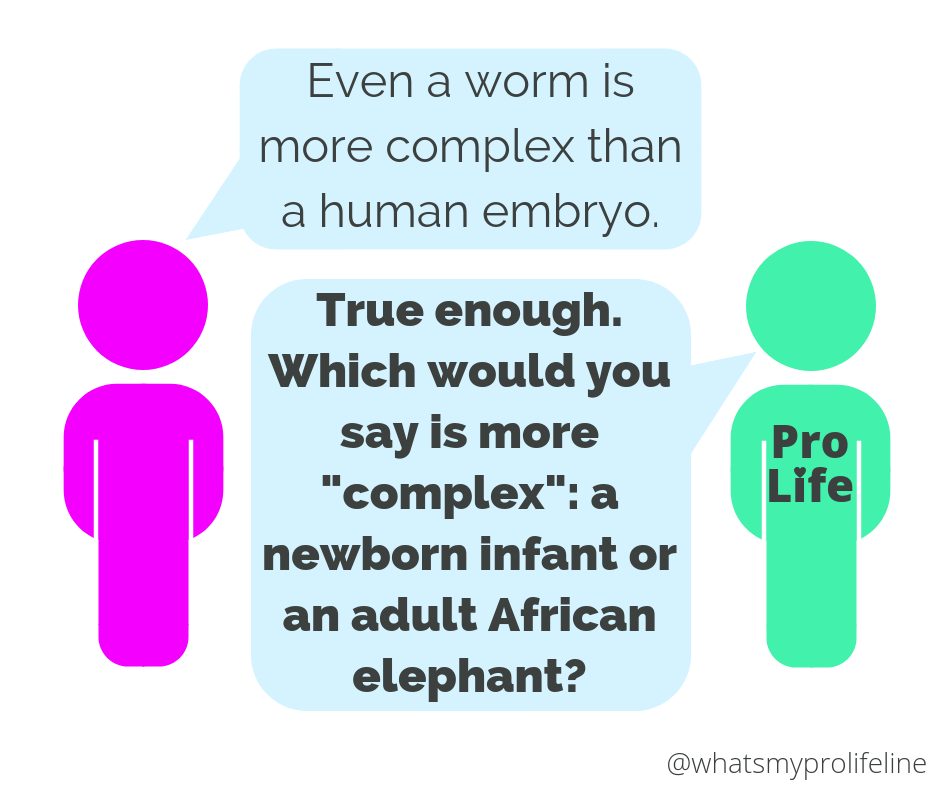 Even a worm is
more complex than
a human embryo.
True enough.
Which would you
say is more
"complex": a
newborn infant or
an adult African
elephant?
Pro
Life
@whatsmyprolifeline